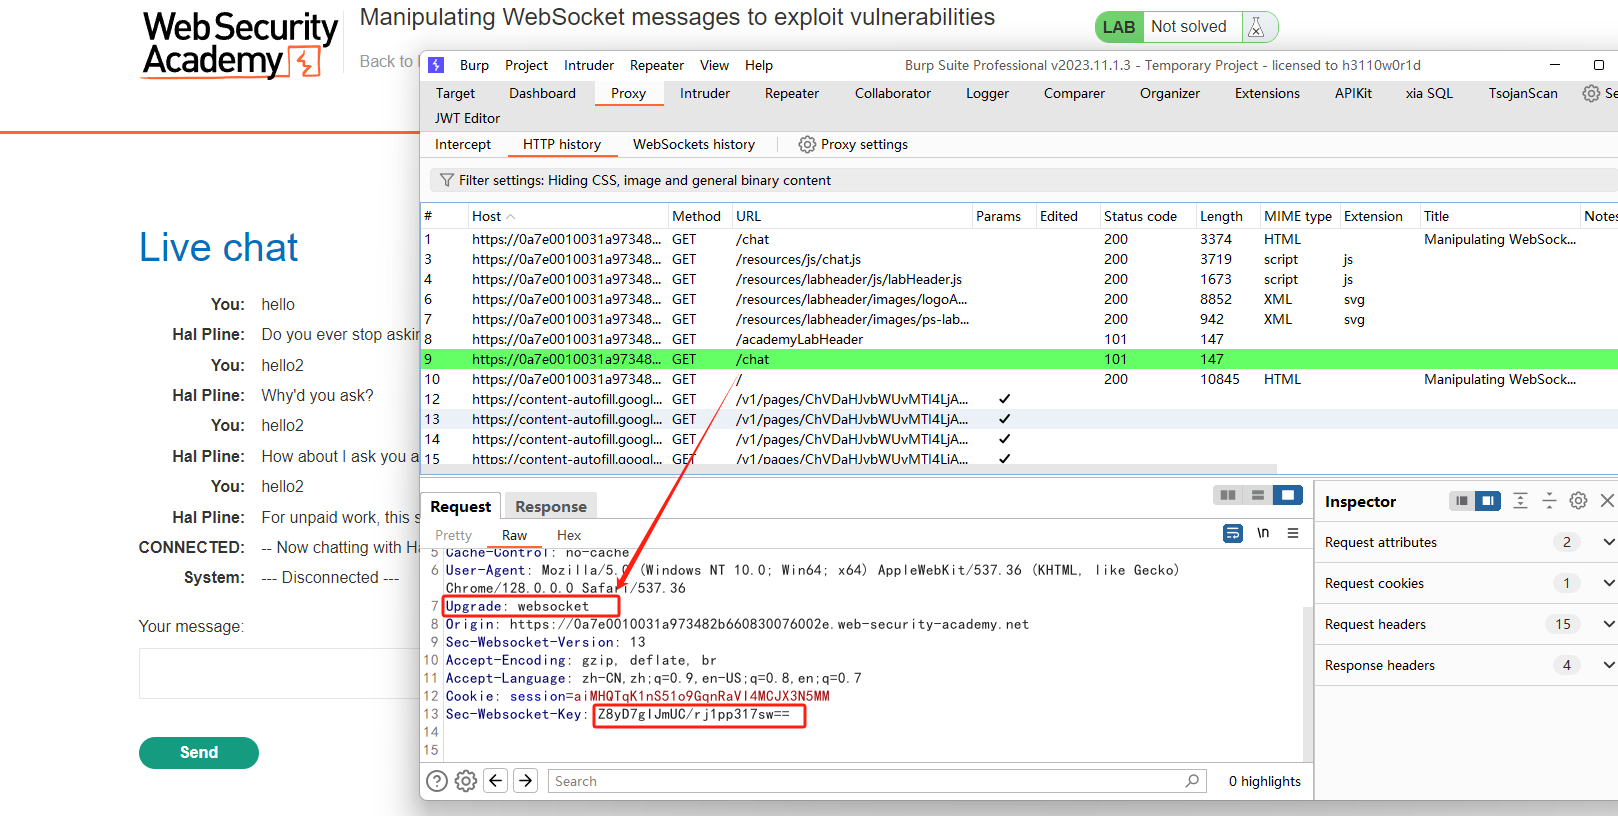 Web Security
Academy
Manipulating WebSocket messages to exploit vulnerabilities
Back to l
LAB Not solved
Burp Project Intruder Repeater View Help
Burp Suite Professional v2023.11.1.3 - Temporary Project - licensed to h3110w0r1d
Target Dashboard Proxy Intruder Repeater Collaborator Logger Comparer Organizer Extensions APIKit xia SQL TsojanScan Se
JWT Editor
Intercept HTTP history WebSockets history Proxy settings
Filter settings: Hiding CSS, image and general binary content
# Host Method URL Params Edited Status code Length MIME type Extension Title Notes
1 https://0a7e0010031a97348... GET /chat 200 3374 HTML Manipulating WebSock...
3 https://0a7e0010031a97348... GET /resources/js/chat.js 200 3719 script js
4 https://0a7e0010031a97348... GET /resources/labheader/js/labHeader.js 200 1673 script js
6 https://0a7e0010031a97348... GET /resources/labheader/images/logoA... 200 8852 XML svg
7 https://0a7e0010031a97348... GET /resources/labheader/images/ps-lab... 200 942 XML svg
8 https://0a7e0010031a97348... GET /academyLabHeader 101 147
9 https://0a7e0010031a97348... GET /chat 101 147
10 https://0a7e0010031a97348... GET / 200 10845 HTML Manipulating WebSock...
12 https://content-autofill.googl... GET /v1/pages/ChVDaHJvbWUvMTI4LjA... ✓
13 https://content-autofill.googl... GET /v1/pages/ChVDaHJvbWUvMTI4LjA... ✓
14 https://content-autofill.googl... GET /v1/pages/ChVDaHJvbWUvMTI4LjA... ✓
15 https://content-autofill.googl... GET /v1/pages/ChVDaHJvbWUvMTI4LjA... ✓
Live chat
You: hello
Hal Pline: Do you ever stop askin
You: hello2
Hal Pline: Why'd you ask?
You: hello2
Hal Pline: How about I ask you a
You: hello2
Hal Pline: For unpaid work, this s
CONNECTED: -- Now chatting with Ha
System: --- Disconnected ---
Your message:
Send
Request Response
Pretty Raw Hex
\n
5 Cache-Control: no-cache
6 User-Agent: Mozilla/5.0 (Windows NT 10.0; Win64; x64) AppleWebKit/537.36 (KHTML, like Gecko)
Chrome/128.0.0.0 Safari/537.36
7 Upgrade: websocket
8 Origin: https://0a7e0010031a973482b660830076002e.web-security-academy.net
9 Sec-Websocket-Version: 13
10 Accept-Encoding: gzip, deflate, br
11 Accept-Language: zh-CN,zh;q=0.9,en-US;q=0.8,en;q=0.7
12 Cookie: session=aiMHQTqK1nS51o9GqnRaVI4MCJX3N5MM
13 Sec-Websocket-Key: Z8yD7gIJmUC/rj1pp317sw==
14
15
Search
0 highlights
Inspector
Request attributes 2
Request cookies 1
Request headers 15
Response headers 4